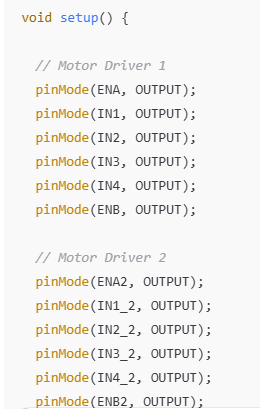 void setup() {
// Motor Driver 1
pinMode(ENA, OUTPUT);
pinMode(IN1, OUTPUT);
pinMode(IN2, OUTPUT);
pinMode(IN3, OUTPUT);
pinMode(IN4, OUTPUT);
pinMode(ENB, OUTPUT);
// Motor Driver 2
pinMode(ENA2, OUTPUT);
pinMode(IN1_2, OUTPUT);
pinMode(IN2_2, OUTPUT);
pinMode(IN3_2, OUTPUT);
pinMode(IN4_2, OUTPUT);
pinMode(ENB2, OUTPUT);